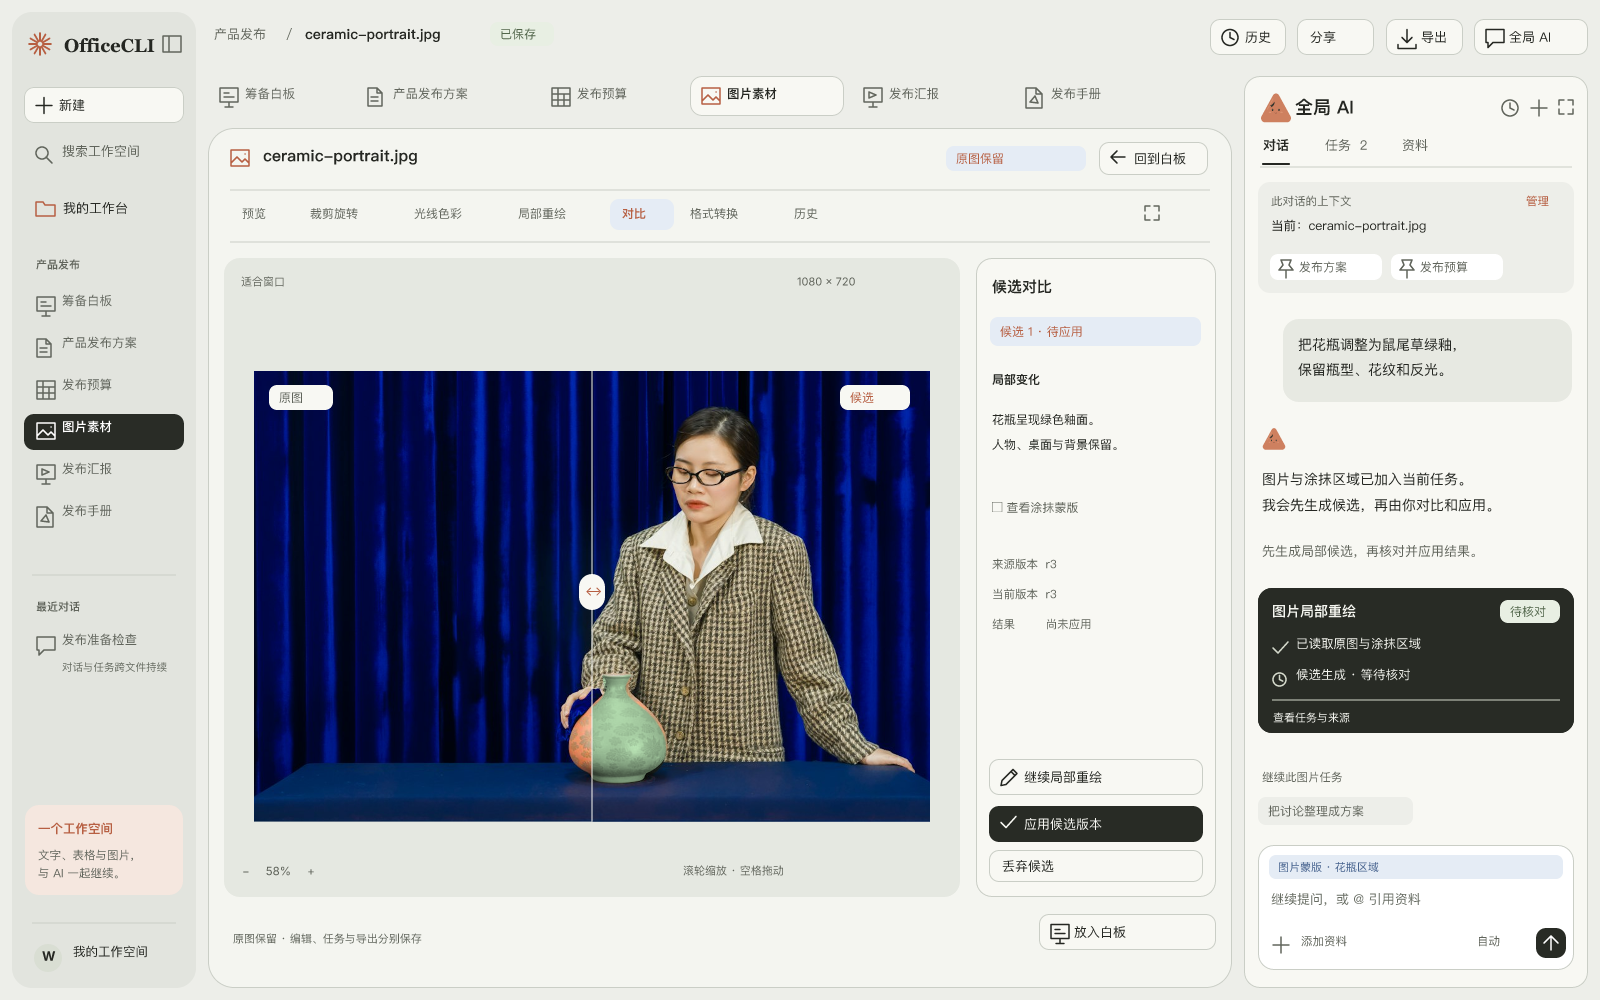 OfficeCLI
新建
搜索工作空间
我的工作台
产品发布
筹备白板
产品发布方案
发布预算
图片素材
发布汇报
发布手册
最近对话
发布准备检查
对话与任务跨文件持续
一个工作空间
文字、表格与图片，
与 AI 一起继续。
W 我的工作空间
产品发布 / ceramic-portrait.jpg 已保存
历史 分享 导出 全局 AI
筹备白板 产品发布方案 发布预算 图片素材 发布汇报 发布手册
ceramic-portrait.jpg 原图保留 回到白板
预览 裁剪旋转 光线色彩 局部重绘 对比 格式转换 历史
适合窗口 1080 × 720
原图 候选
− 58% + 滚轮缩放 · 空格拖动
候选对比
候选 1 · 待应用
局部变化
花瓶呈现绿色釉面。
人物、桌面与背景保留。
查看涂抹蒙版
来源版本 r3
当前版本 r3
结果 尚未应用
继续局部重绘
应用候选版本
丢弃候选
原图保留 · 编辑、任务与导出分别保存
放入白板
全局 AI
对话 任务 2 资料
此对话的上下文 管理
当前：ceramic-portrait.jpg
发布方案 发布预算
把花瓶调整为鼠尾草绿釉，
保留瓶型、花纹和反光。
图片与涂抹区域已加入当前任务。
我会先生成候选，再由你对比和应用。
先生成局部候选，再核对并应用结果。
图片局部重绘 待核对
已读取原图与涂抹区域
候选生成 · 等待核对
查看任务与来源
继续此图片任务
把讨论整理成方案
图片蒙版 · 花瓶区域
继续提问，或 @ 引用资料
添加资料 自动